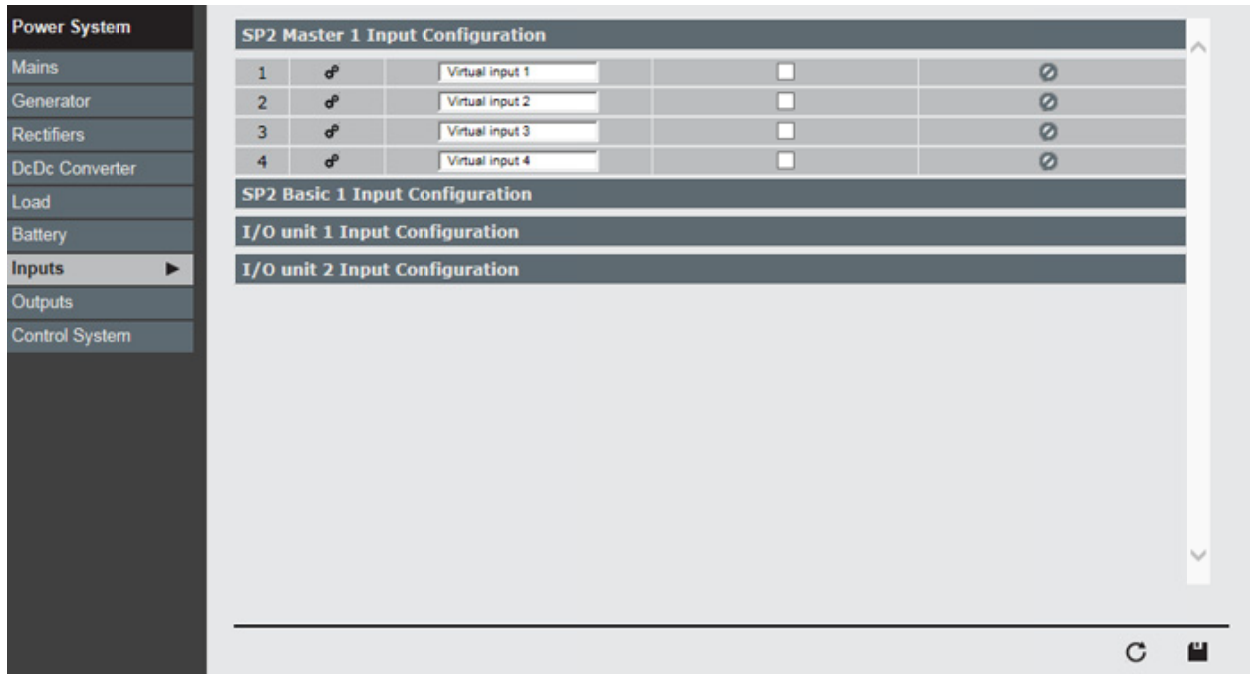 Power System
Mains
Generator
Rectifiers
DcDc Converter
Load
Battery
Inputs
Outputs
Control System
SP2 Master 1 Input Configuration
1 Virtual input 1
2 Virtual input 2
3 Virtual input 3
4 Virtual input 4
SP2 Basic 1 Input Configuration
I/O unit 1 Input Configuration
I/O unit 2 Input Configuration